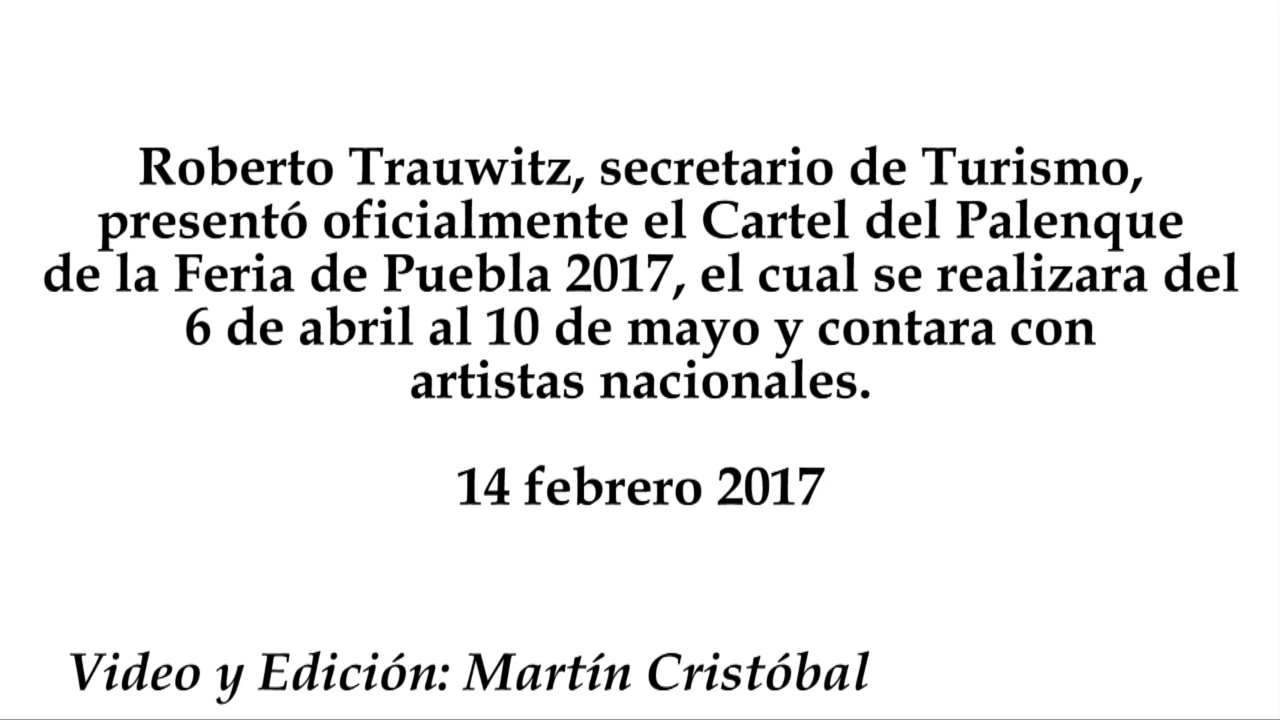 Roberto Trauwitz, secretario de Turismo,
presentó oficialmente el Cartel del Palenque
de la Feria de Puebla 2017, el cual se realizara del
6 de abril al 10 de mayo y contara con
artistas nacionales.
14 febrero 2017
Video y Edición: Martín Cristóbal